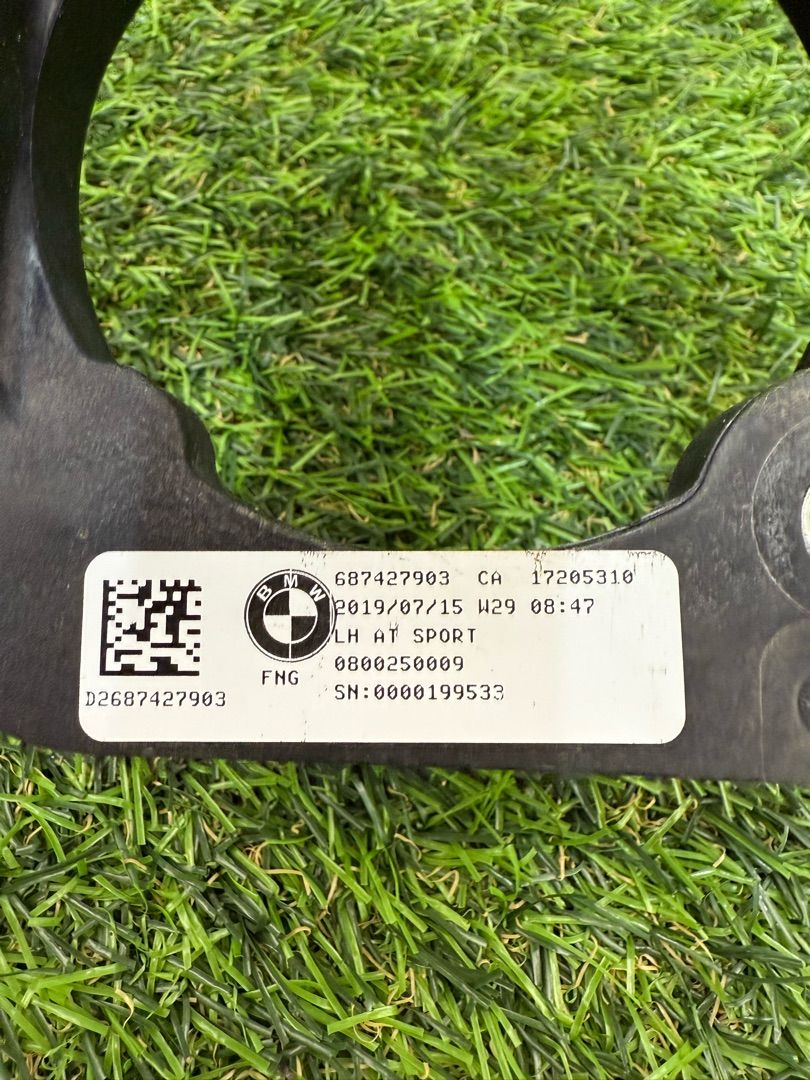 687427903 CA 17205310
BMW
2019/07/15 W29 08:47
LH AT SPORT
0800250009
FNG
SN:0000199533
D2687427903